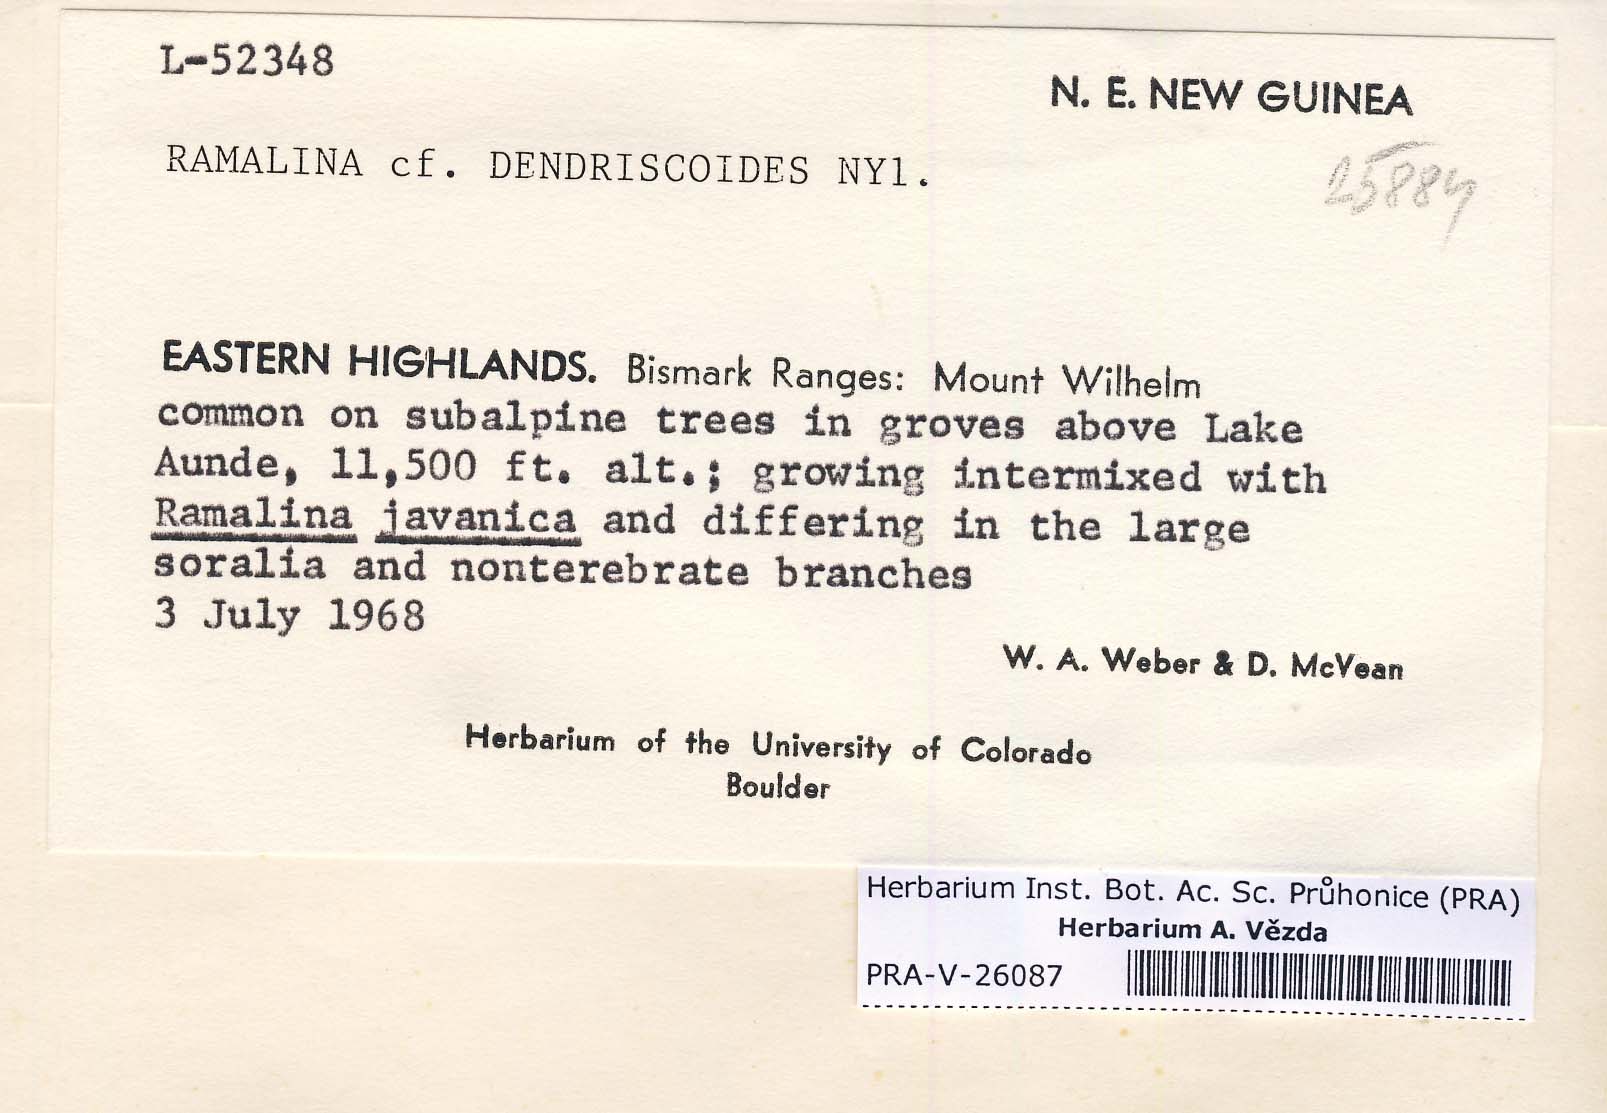 L-52348
N. E. NEW GUINEA
RAMALINA cf. DENDRISCOIDES NYl.
EASTERN HIGHLANDS. Bismark Ranges: Mount Wilhelm
common on subalpine trees in groves above Lake
Aunde, 11,500 ft. alt.; growing intermixed with
Ramalina javanica and differing in the large
soralia and nonterebrate branches
3 July 1968
W. A. Weber & D. McVean
Herbarium of the University of Colorado
Boulder
Herbarium Inst. Bot. Ac. Sc. Průhonice (PRA)
Herbarium A. Vězda
PRA-V-26087